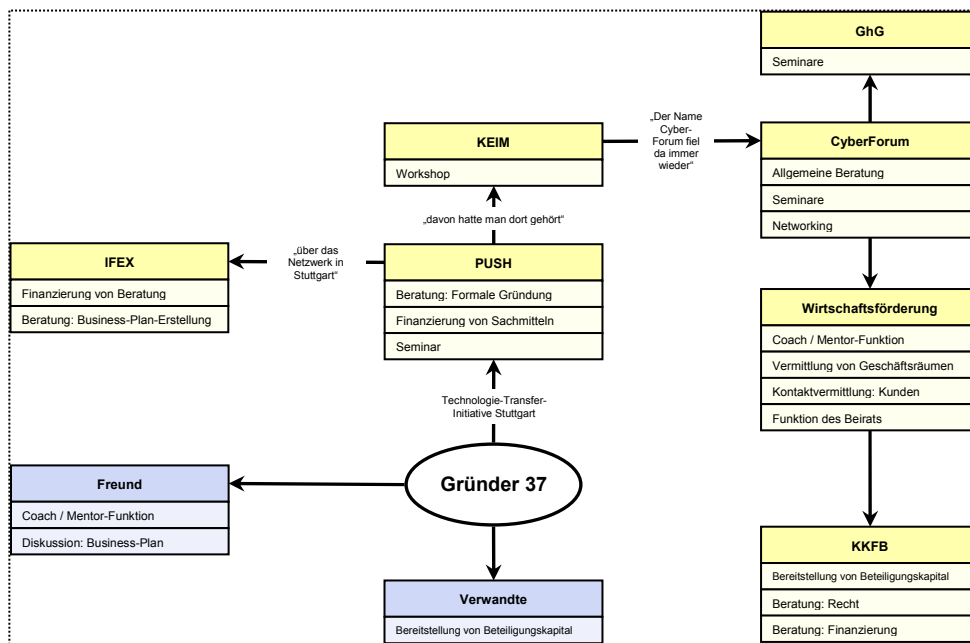 GhG
Seminare
„Der Name
Cyber-
Forum fiel
da immer
wieder“
KEIM
Workshop
CyberForum
Allgemeine Beratung
Seminare
Networking
„davon hatte man dort gehört“
„über das
Netzwerk in
Stuttgart“
IFEX
Finanzierung von Beratung
Beratung: Business-Plan-Erstellung
PUSH
Beratung: Formale Gründung
Finanzierung von Sachmitteln
Seminar
Wirtschaftsförderung
Coach / Mentor-Funktion
Vermittlung von Geschäftsräumen
Kontaktvermittlung: Kunden
Funktion des Beirats
Technologie-Transfer-
Initiative Stuttgart
Gründer 37
Freund
Coach / Mentor-Funktion
Diskussion: Business-Plan
Verwandte
Bereitstellung von Beteiligungskapital
KKFB
Bereitstellung von Beteiligungskapital
Beratung: Recht
Beratung: Finanzierung